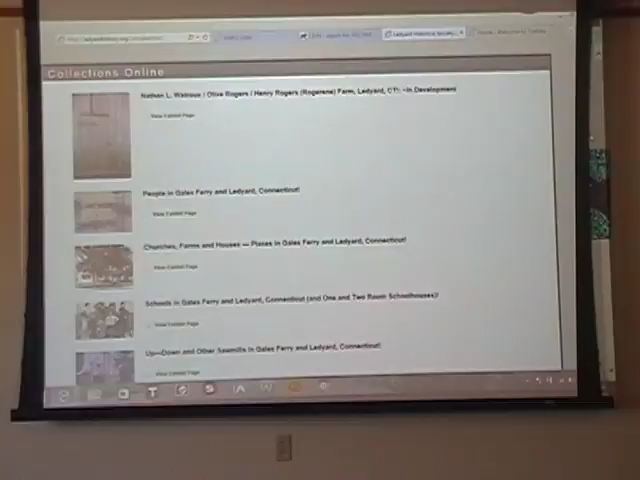 Collections Online
Nathan L. Walroux / Olive Rogers / Henry Rogers (Rogerene) Farm, Ledyard, CT! ~In Development
View Exhibit Page
People in Gales Ferry and Ledyard, Connecticut!
View Exhibit Page
Churches, Farms and Houses — Places in Gales Ferry and Ledyard, Connecticut!
View Exhibit Page
Schools in Gales Ferry and Ledyard, Connecticut (and One and Two Room Schoolhouses)!
View Exhibit Page
Up—Down and Other Sawmills in Gales Ferry and Ledyard, Connecticut!
View Exhibit Page